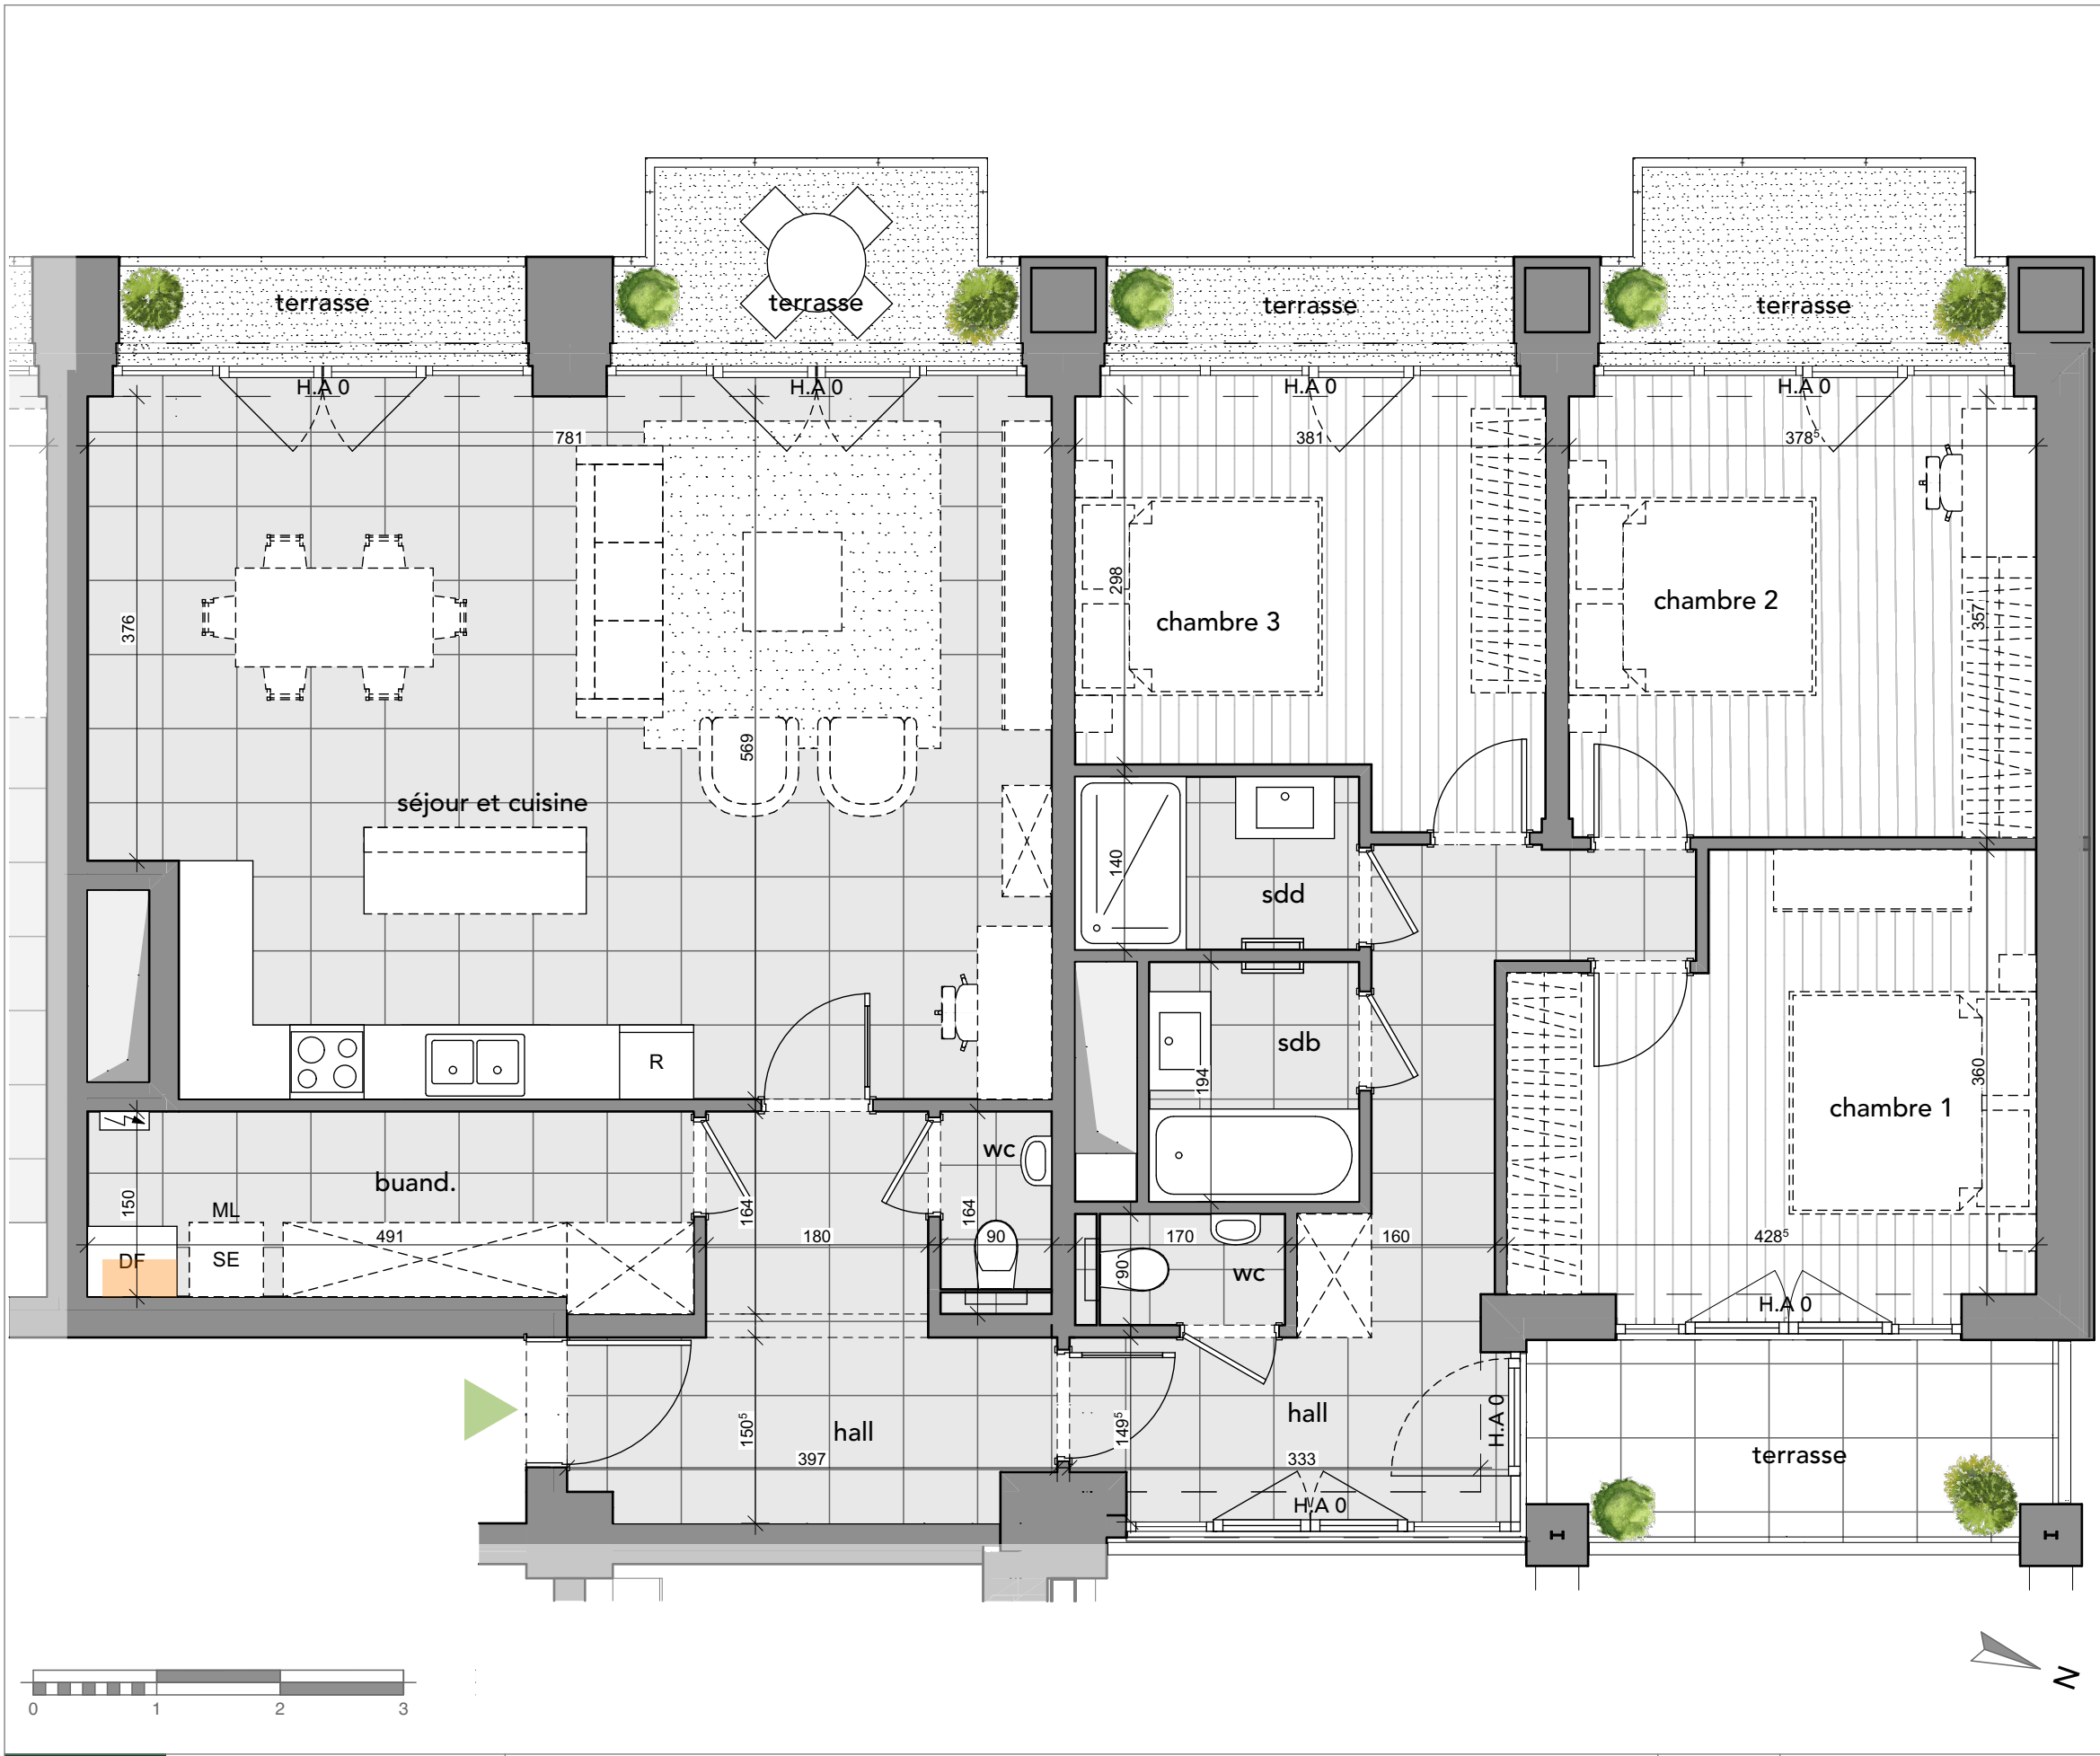 terrasse
terrasse
terrasse
terrasse
H.A 0
H.A 0
H.A 0
H.A 0
781
381
378⁵
376
298
357
chambre 3
chambre 2
569
séjour et cuisine
140
sdd
sdb
194
R
360
chambre 1
wc
buand.
150
ML
164
164
DF
SE
491
180
90
170
160
428⁵
90
wc
H.A 0
hall
hall
150⁵
149⁵
H.A 0
397
333
terrasse
H.A 0
I
I
0
1
2
3
N